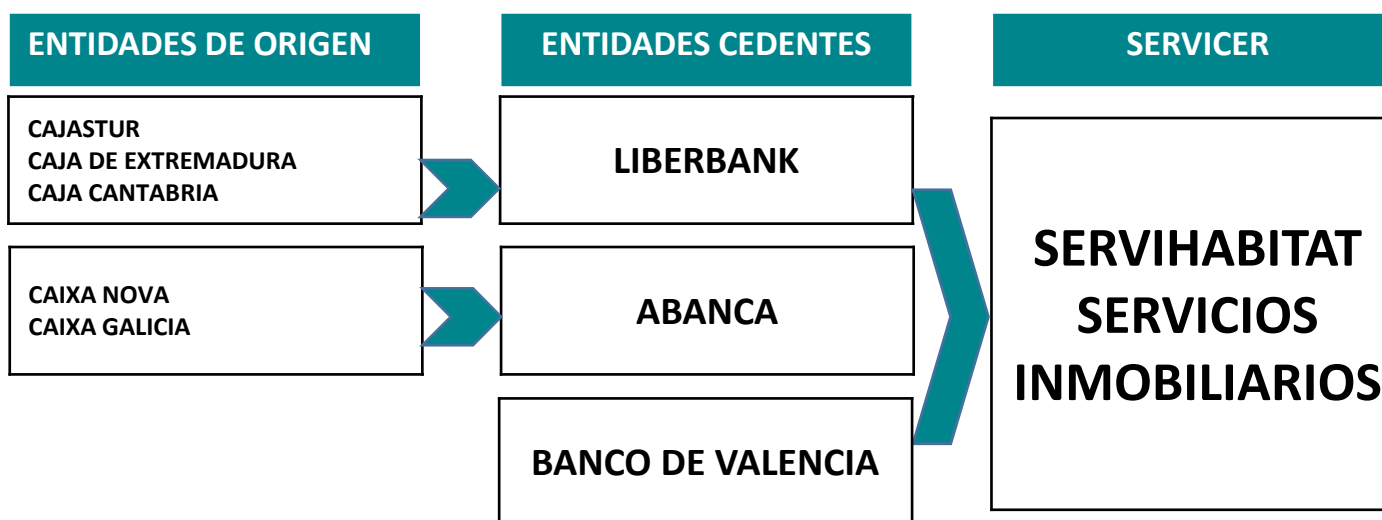 ENTIDADES DE ORIGEN
ENTIDADES CEDENTES
SERVICER
CAJASTUR
CAJA DE EXTREMADURA
CAJA CANTABRIA
LIBERBANK
CAIXA NOVA
CAIXA GALICIA
ABANCA
BANCO DE VALENCIA
SERVIHABITAT
SERVICIOS
INMOBILIARIOS